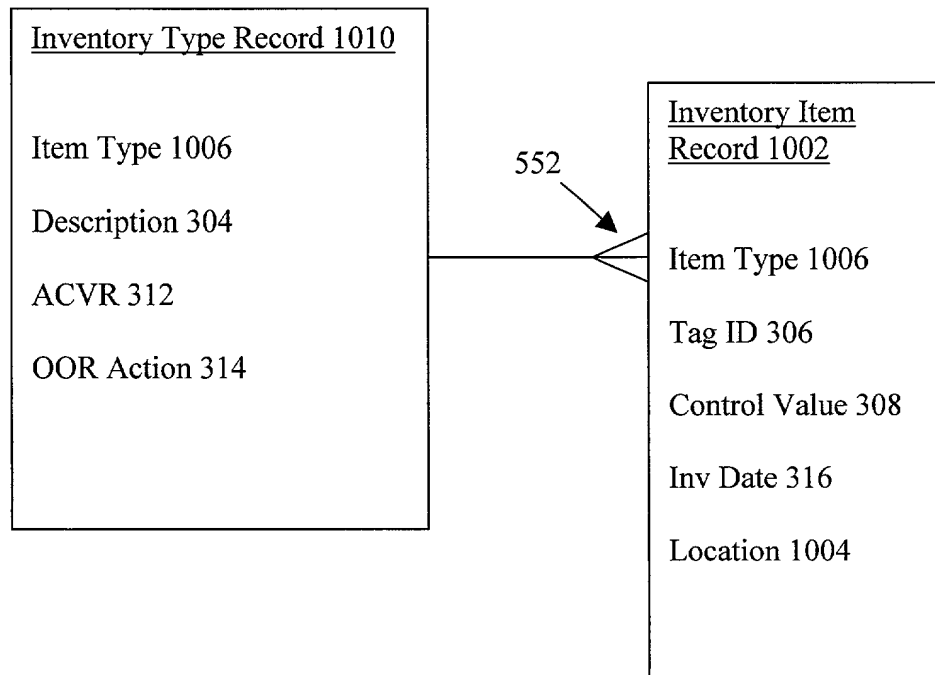 Inventory Type Record 1010
Item Type 1006
Description 304
ACVR 312
OOR Action 314
552
Inventory Item
Record 1002
Item Type 1006
Tag ID 306
Control Value 308
Inv Date 316
Location 1004